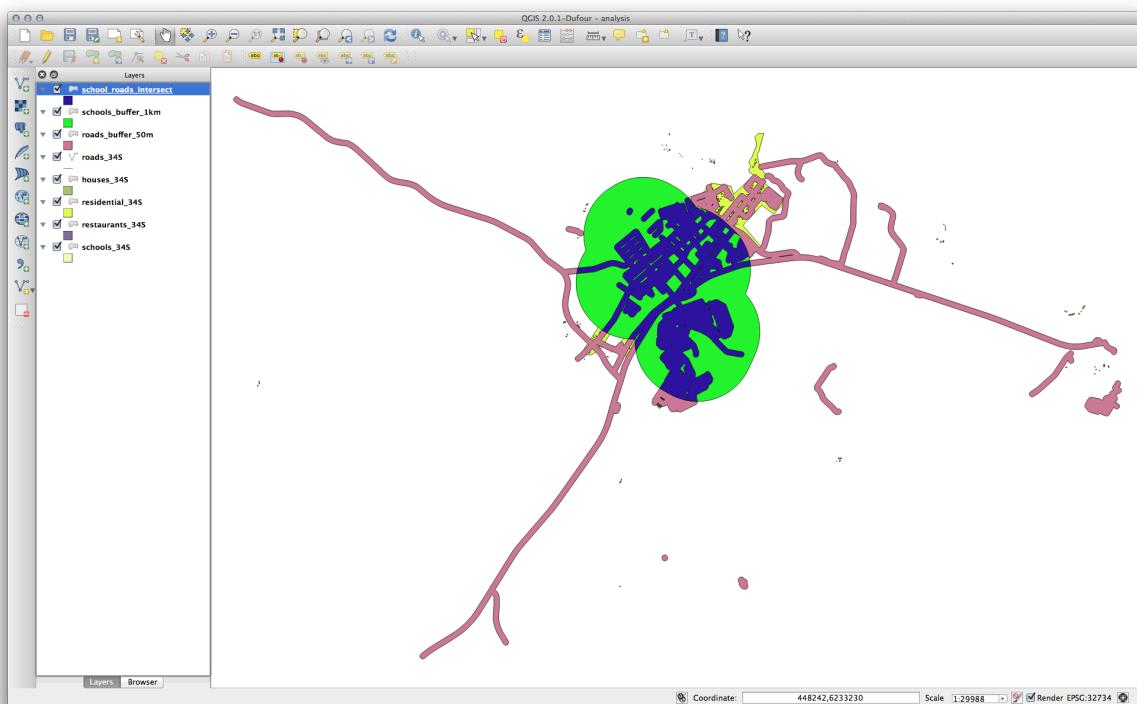 QGIS 2.0.1-Dufour - analysis
Layers
school_roads_intersect
schools_buffer_1km
roads_buffer_50m
roads_34S
houses_34S
residential_34S
restaurants_34S
schools_34S
Layers Browser
Coordinate: 448242,6233230 Scale 1:29988 Render EPSG:32734